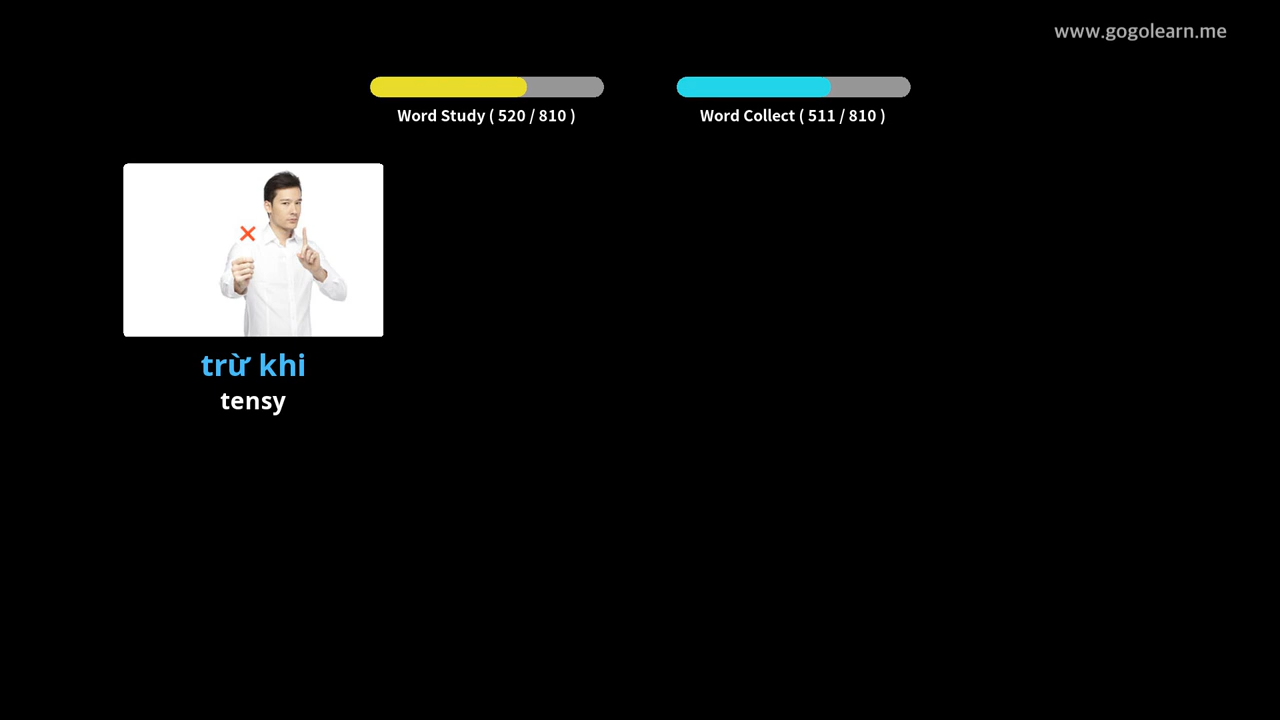 www.gogolearn.me
Word Study ( 520 / 810 )
Word Collect ( 511 / 810 )
trừ khi
tensy